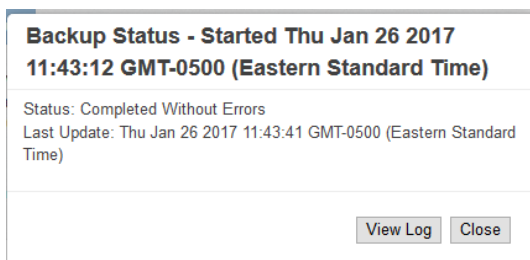 Backup Status - Started Thu Jan 26 2017
11:43:12 GMT-0500 (Eastern Standard Time)
Status: Completed Without Errors
Last Update: Thu Jan 26 2017 11:43:41 GMT-0500 (Eastern Standard
Time)
View Log Close